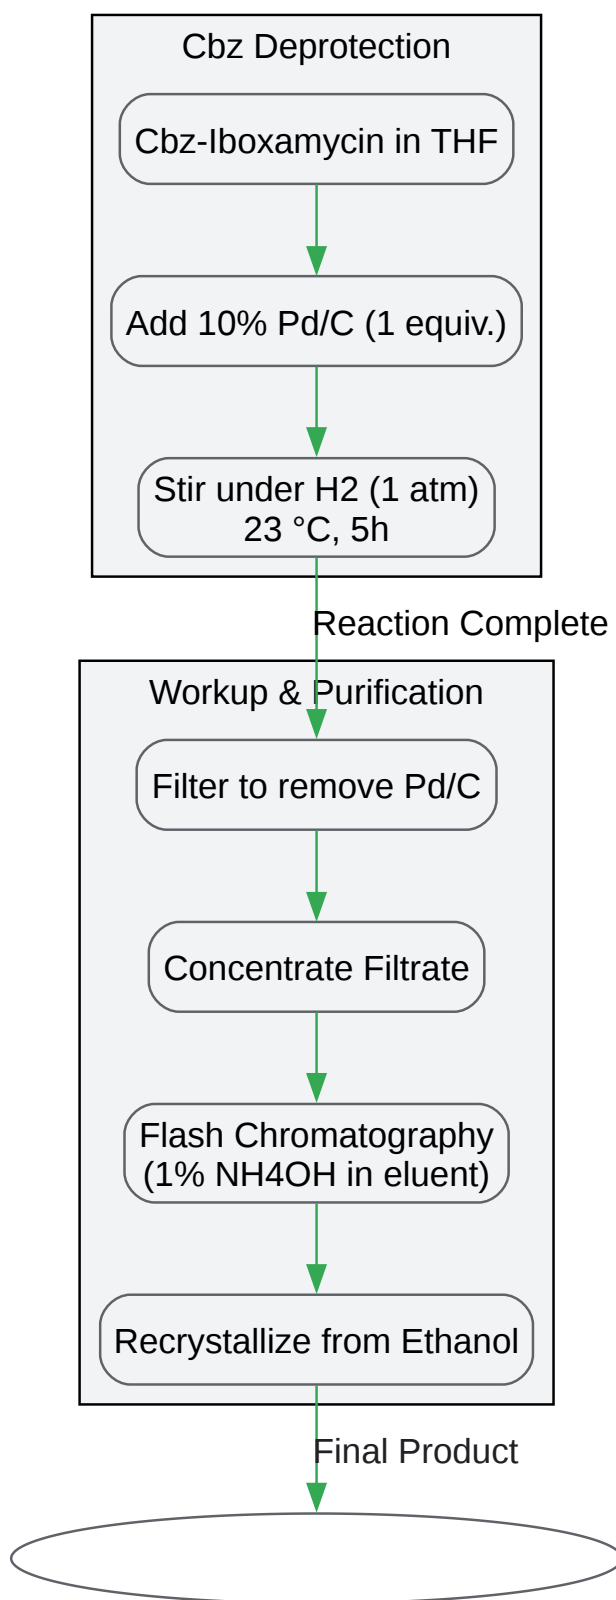 Cbz Deprotection
Cbz-Iboxamycin in THF
Add 10% Pd/C (1 equiv.)
Stir under H2 (1 atm)
23 °C, 5h
Reaction Complete
Workup & Purification
Filter to remove Pd/C
Concentrate Filtrate
Flash Chromatography
(1% NH4OH in eluent)
Recrystallize from Ethanol
Final Product